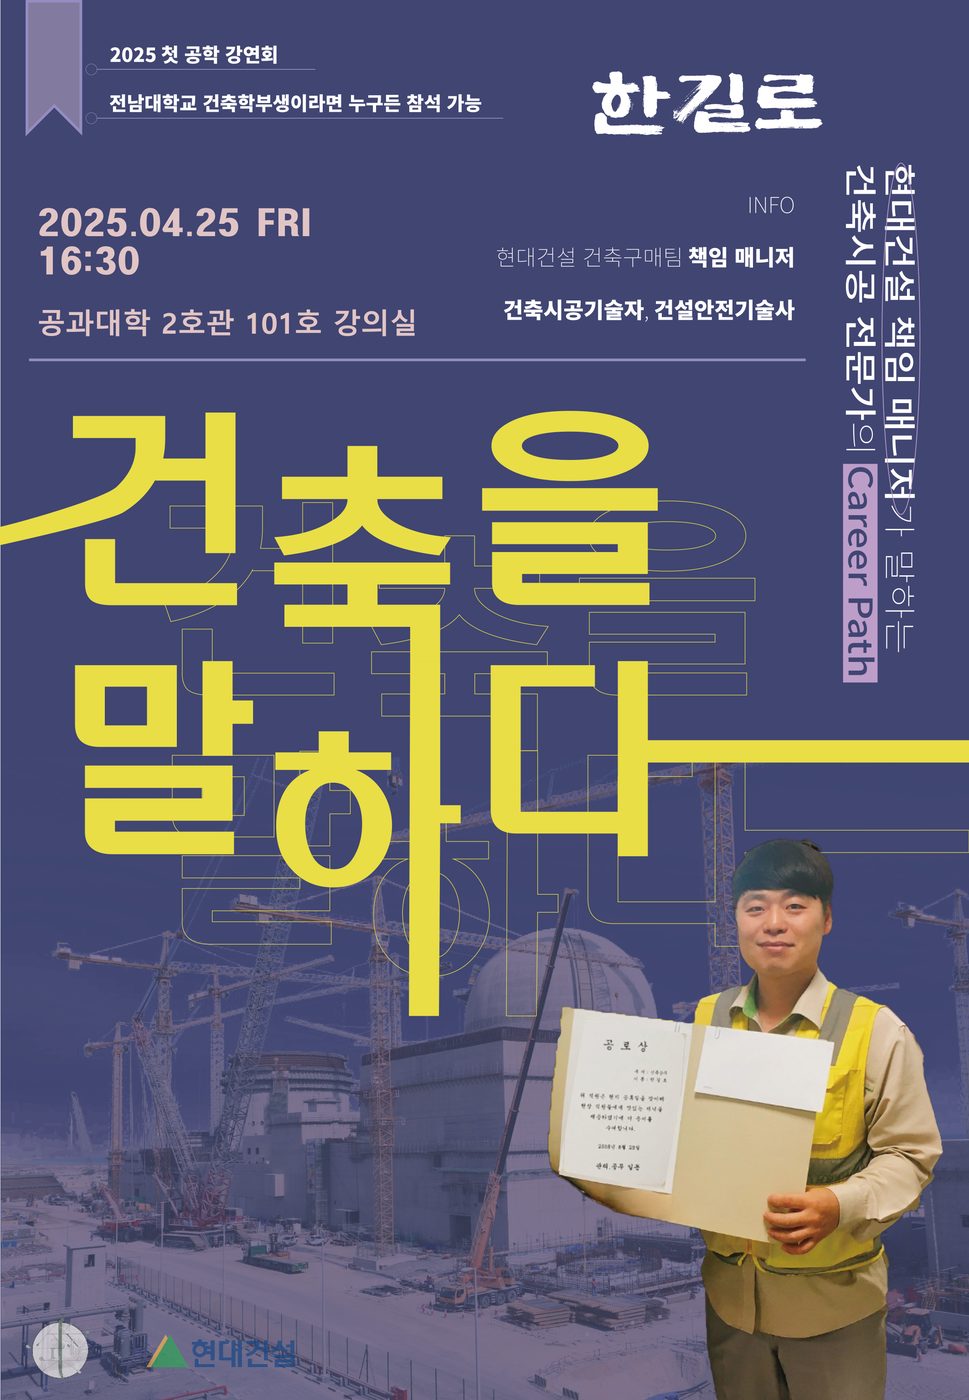 2025 첫 공학 강연회
전남대학교 건축학부생이라면 누구든 참석 가능
한길로
2025.04.25 FRI
16:30
공과대학 2호관 101호 강의실
INFO
현대건설 건축구매팀 책임 매니저
건축시공기술자, 건설안전기술사
현대건설 책임 매니저가 말하는
건축시공 전문가의 Career Path
건축을
말하다
공 로 상
수여합니다.
현대건설